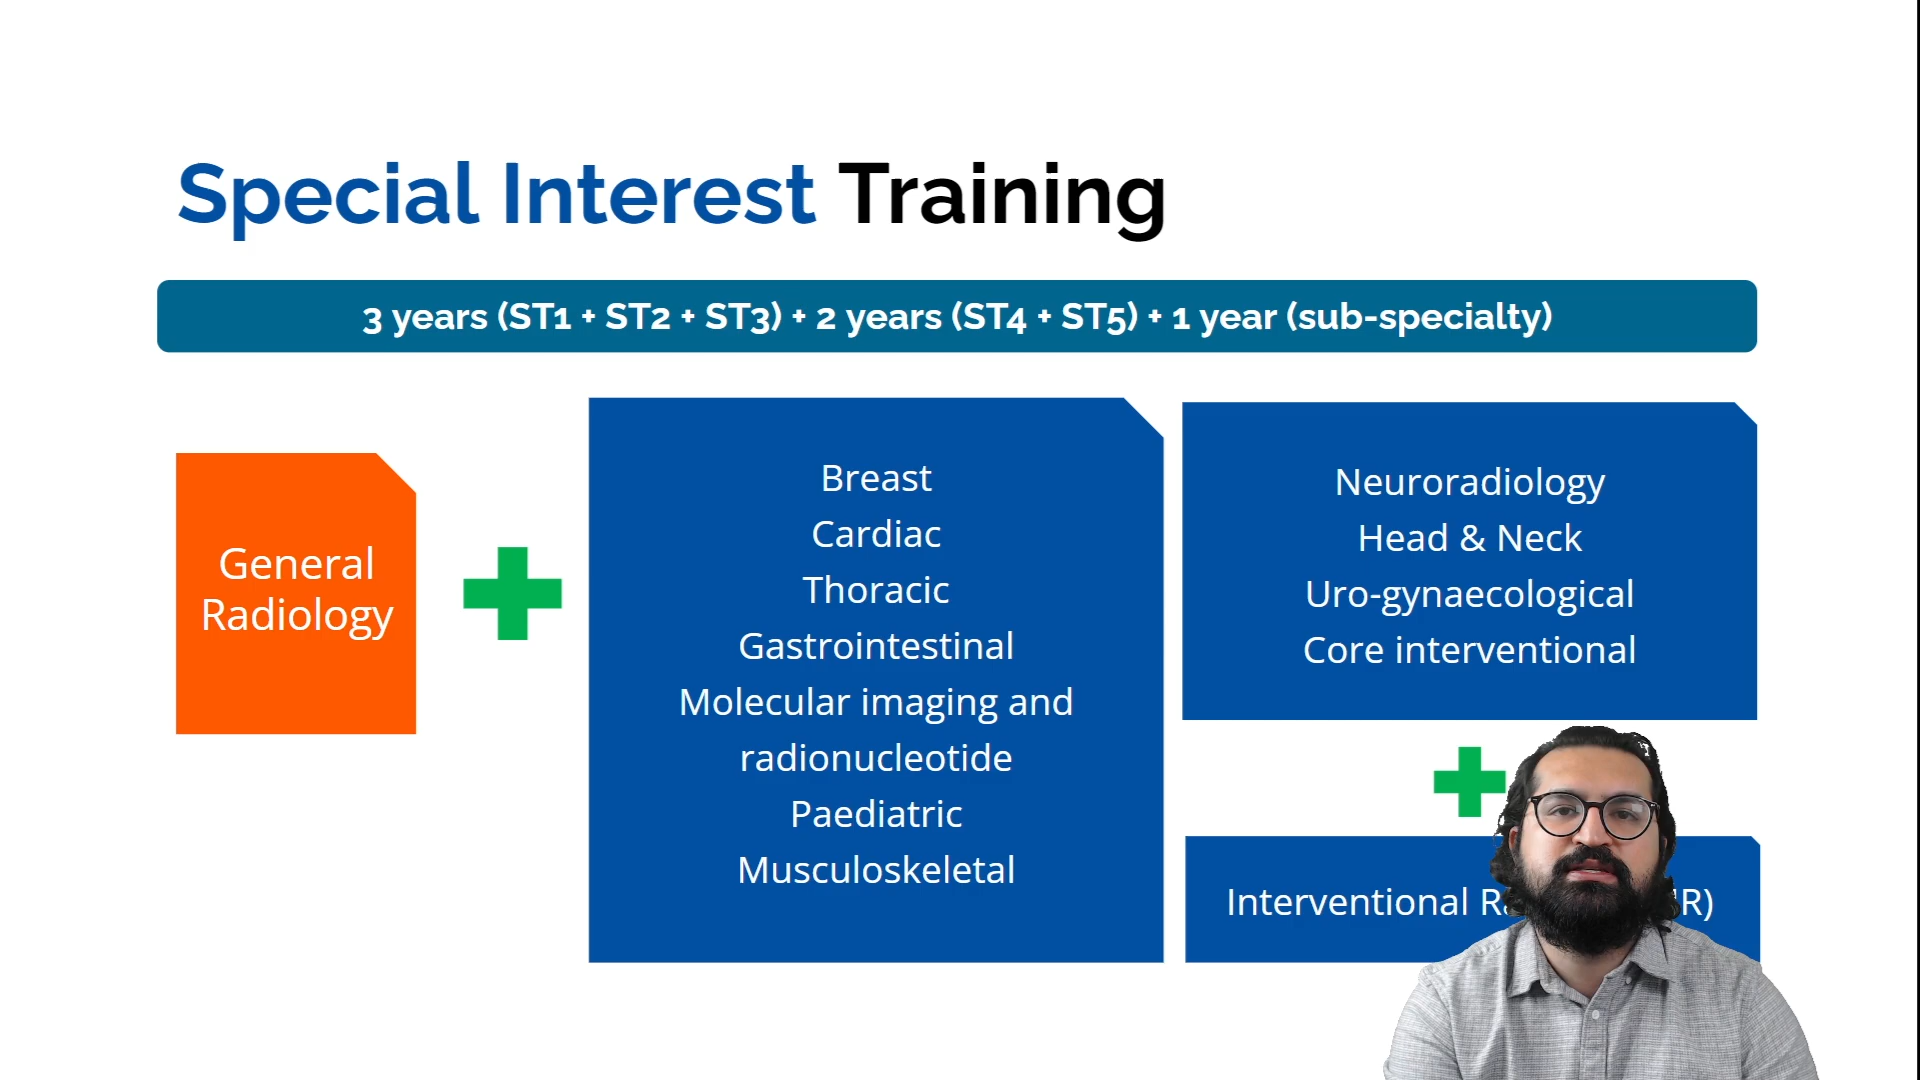 Special Interest Training
3 years (ST1 + ST2 + ST3) + 2 years (ST4 + ST5) + 1 year (sub-specialty)
General
Radiology
Breast
Cardiac
Thoracic
Gastrointestinal
Molecular imaging and
radionucleotide
Paediatric
Musculoskeletal
Neuroradiology
Head & Neck
Uro-gynaecological
Core interventional
Interventional